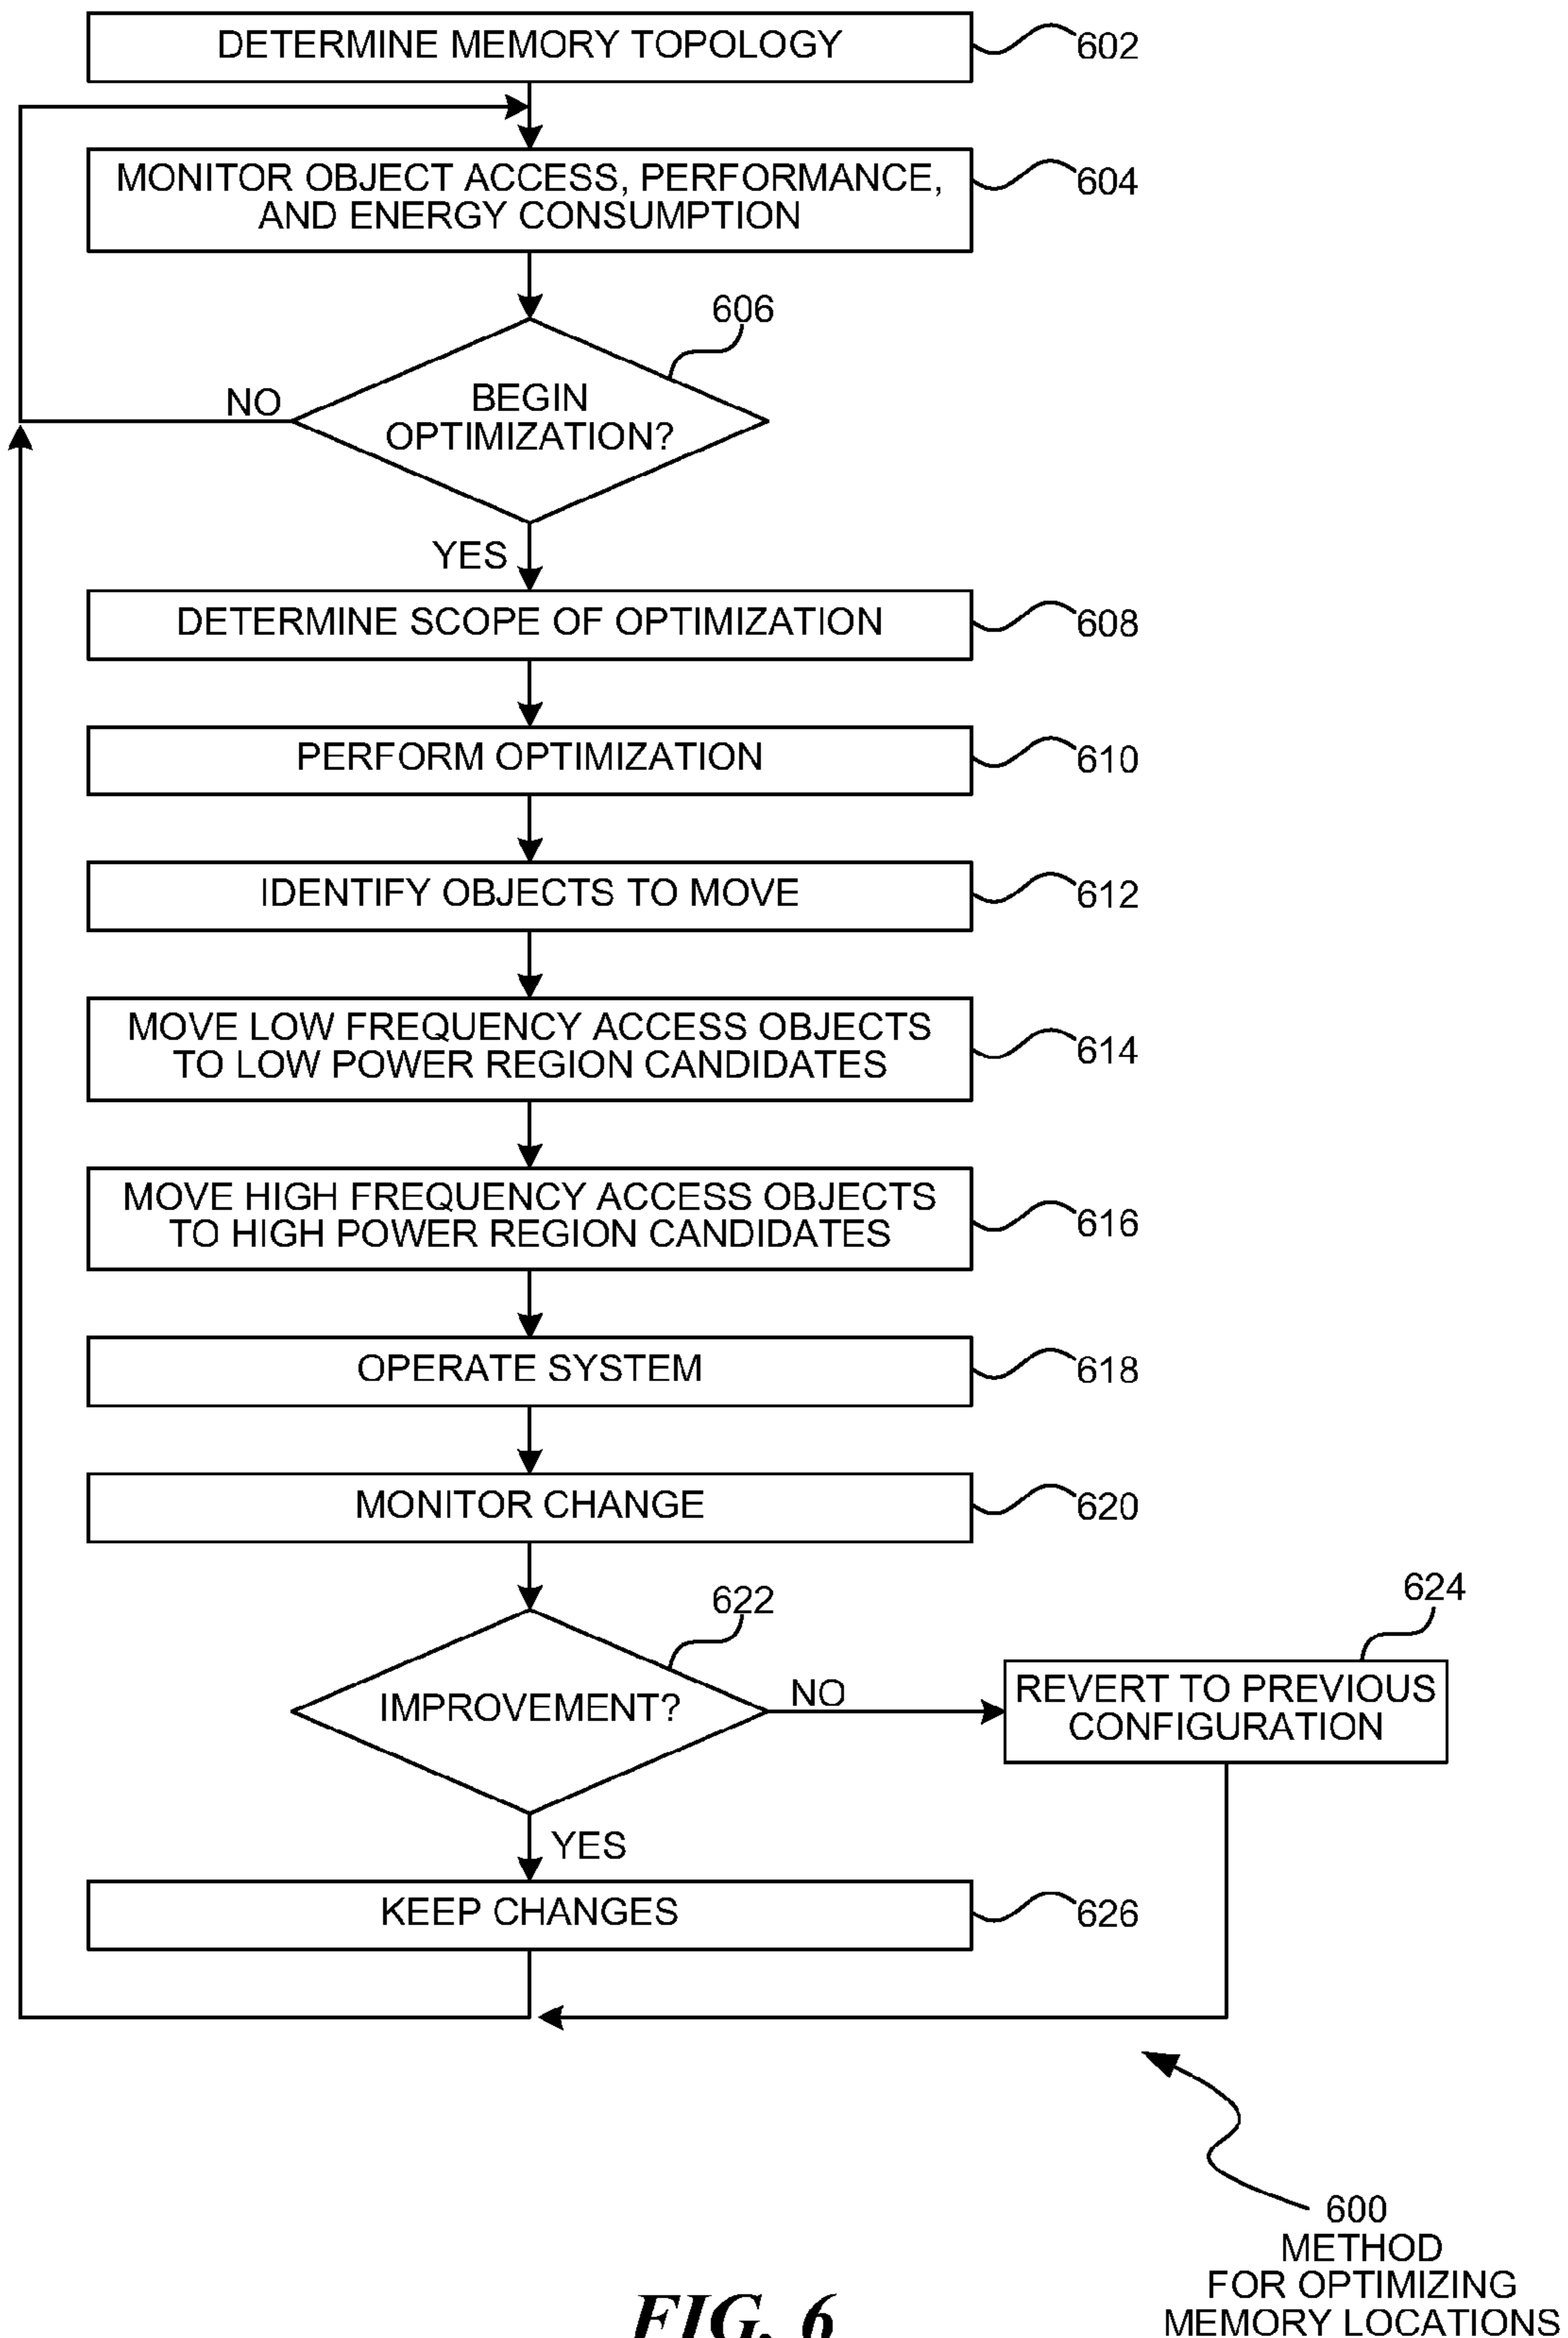 DETERMINE MEMORY TOPOLOGY
602
MONITOR OBJECT ACCESS, PERFORMANCE,
AND ENERGY CONSUMPTION
604
606
BEGIN
OPTIMIZATION?
NO
YES
DETERMINE SCOPE OF OPTIMIZATION
608
PERFORM OPTIMIZATION
610
IDENTIFY OBJECTS TO MOVE
612
MOVE LOW FREQUENCY ACCESS OBJECTS
TO LOW POWER REGION CANDIDATES
614
MOVE HIGH FREQUENCY ACCESS OBJECTS
TO HIGH POWER REGION CANDIDATES
616
OPERATE SYSTEM
618
MONITOR CHANGE
620
622
IMPROVEMENT?
NO
624
REVERT TO PREVIOUS
CONFIGURATION
YES
KEEP CHANGES
626
600
METHOD
FOR OPTIMIZING
MEMORY LOCATIONS
FIG. 6